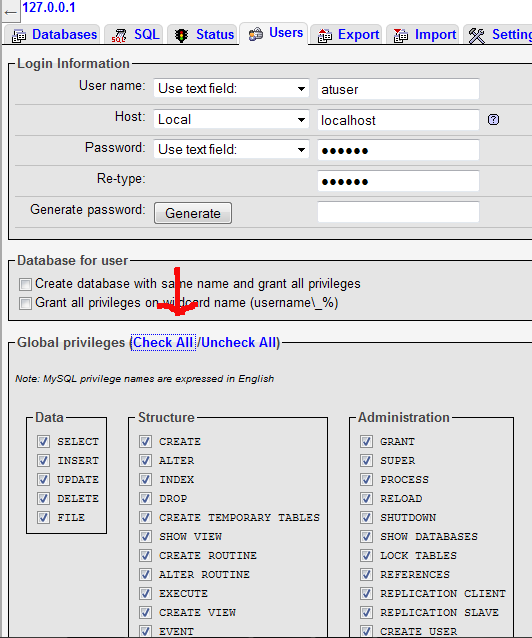 127.0.0.1
Databases SQL Status Users Export Import Setting
Login Information
User name: Use text field: atuser
Host: Local localhost
Password: Use text field: ●●●●●●
Re-type: ●●●●●●
Generate password: Generate
Database for user
Create database with same name and grant all privileges
Grant all privileges on wildcard name (username\_%)
Global privileges (Check All/Uncheck All)
Note: MySQL privilege names are expressed in English
Data Structure Administration
SELECT CREATE GRANT
INSERT ALTER SUPER
UPDATE INDEX PROCESS
DELETE DROP RELOAD
FILE CREATE TEMPORARY TABLES SHUTDOWN
SHOW VIEW SHOW DATABASES
CREATE ROUTINE LOCK TABLES
ALTER ROUTINE REFERENCES
EXECUTE REPLICATION CLIENT
CREATE VIEW REPLICATION SLAVE
EVENT CREATE USER